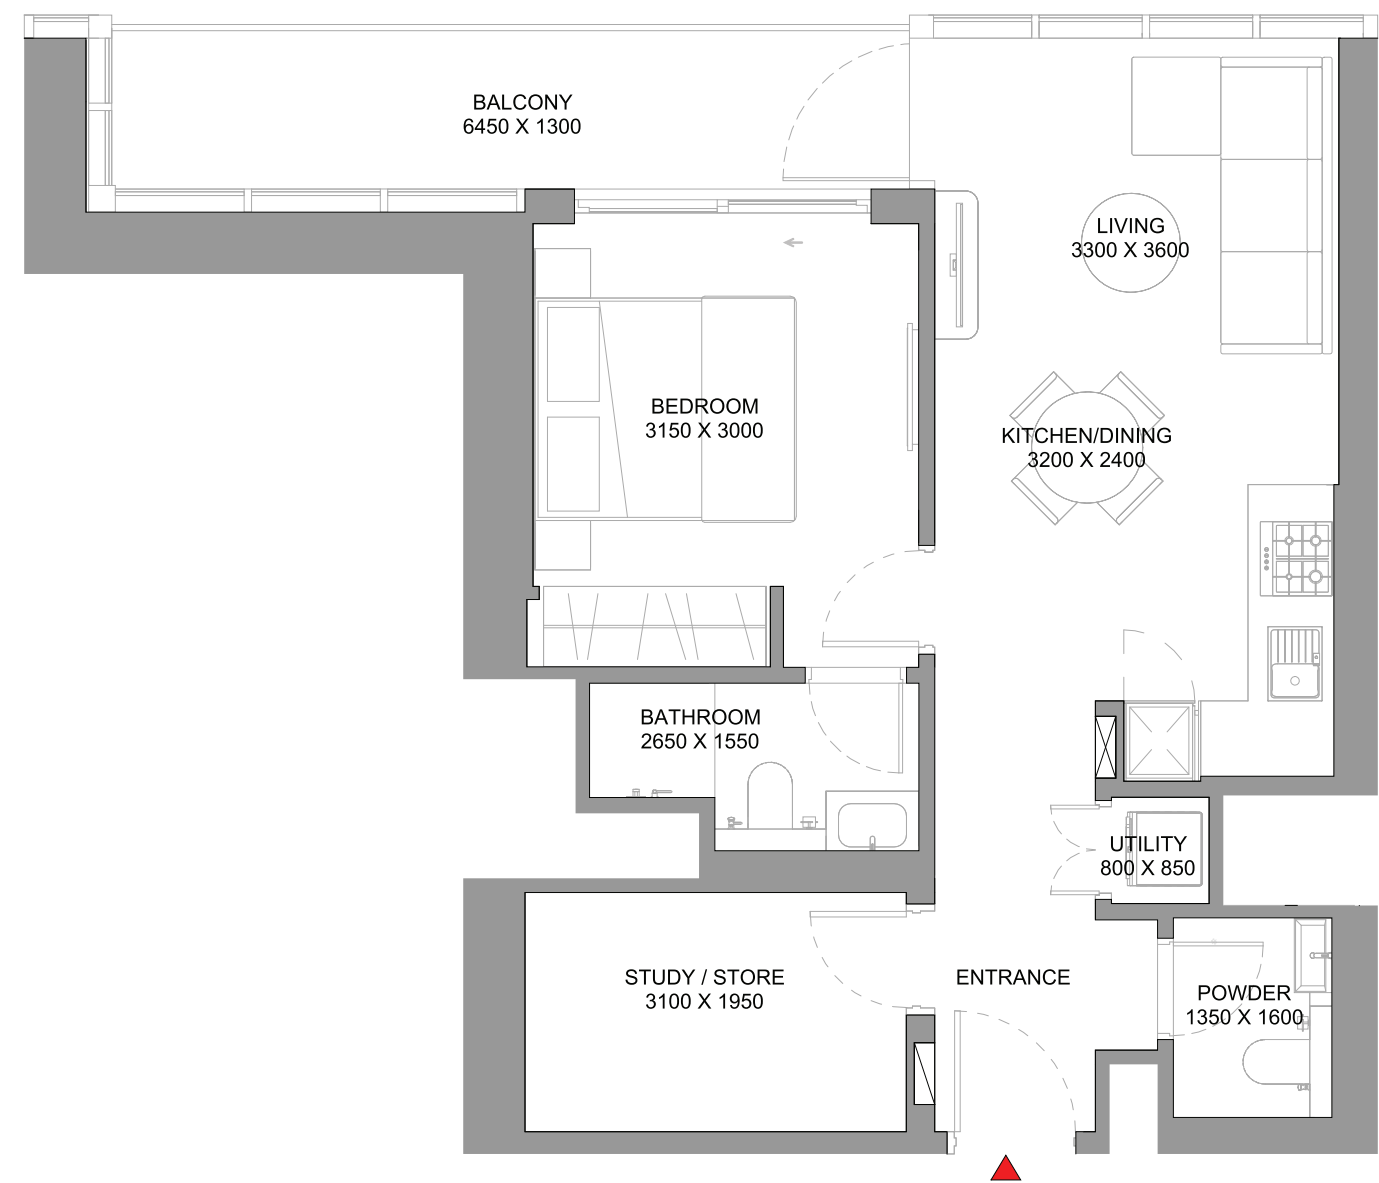 BALCONY
6450 X 1300
LIVING
3300 X 3600
BEDROOM
3150 X 3000
KITCHEN/DINING
3200 X 2400
BATHROOM
2650 X 1550
UTILITY
800 X 850
STUDY / STORE
3100 X 1950
ENTRANCE
POWDER
1350 X 1600